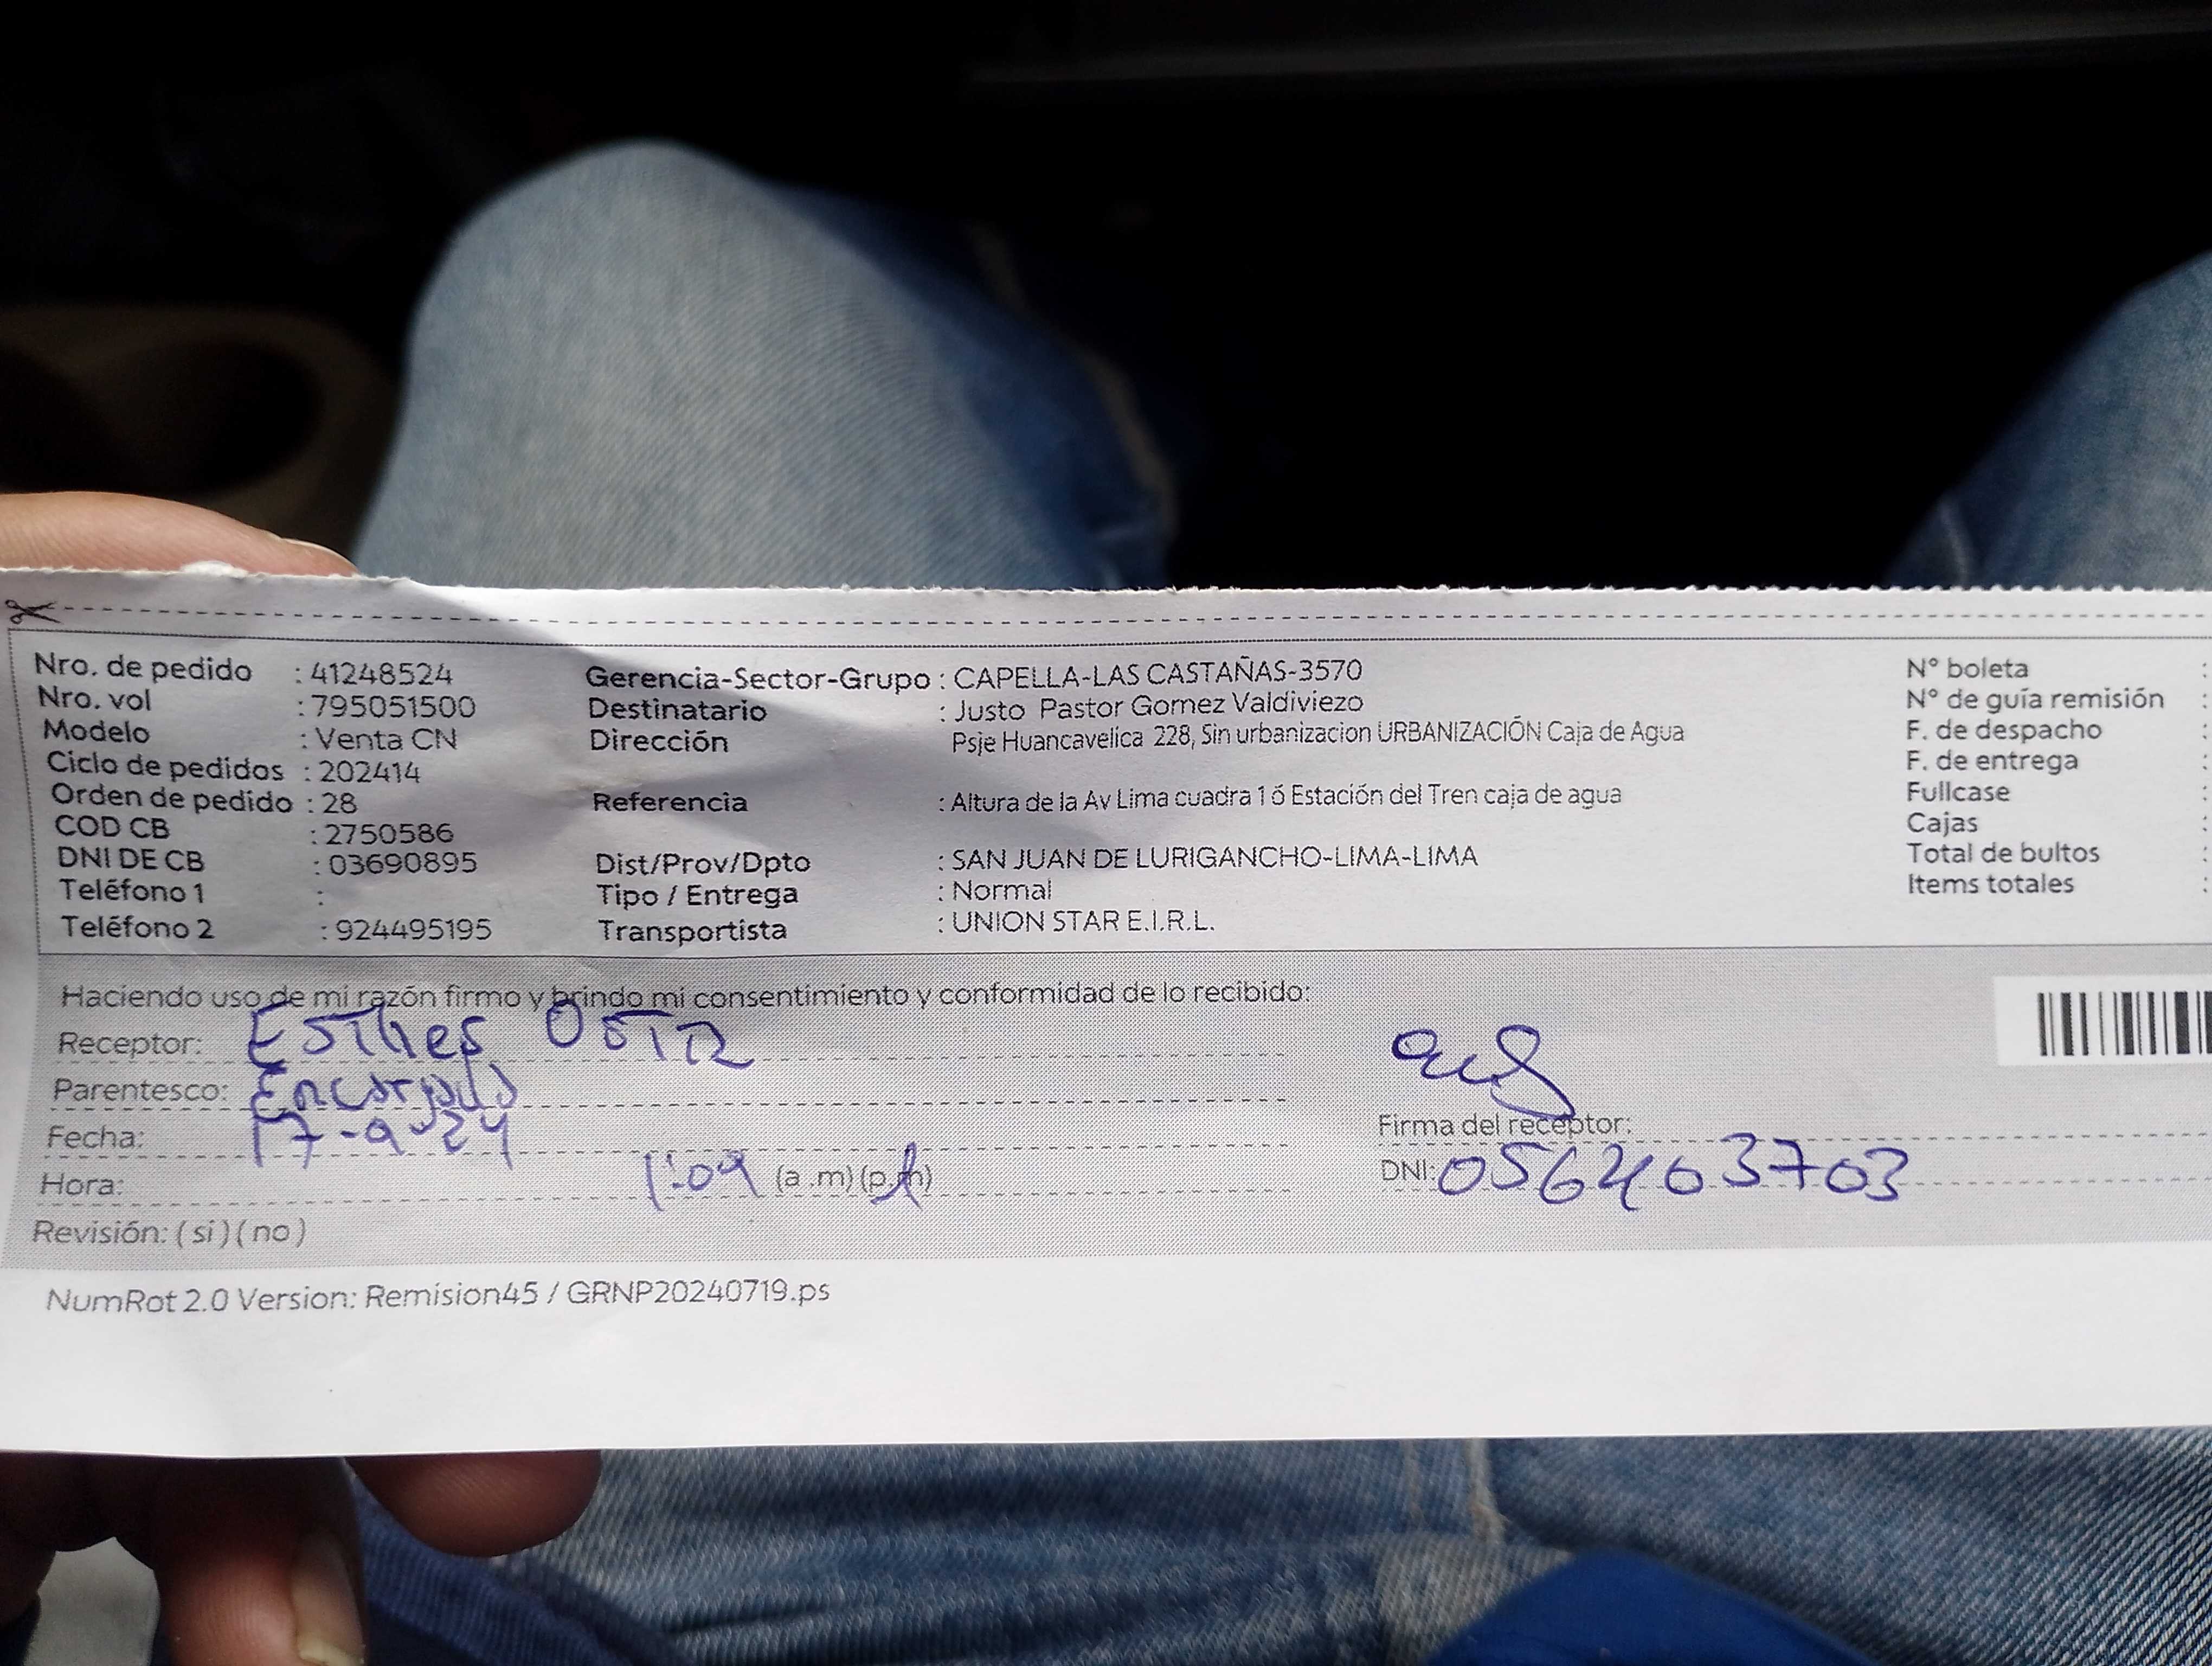 Nro. de pedido : 41248524
Nro. vol : 795051500
Modelo : Venta CN
Ciclo de pedidos : 202414
Orden de pedido : 28
COD CB : 2750586
DNI DE CB : 03690895
Teléfono 1 :
Teléfono 2 : 924495195
Gerencia-Sector-Grupo : CAPELLA-LAS CASTAÑAS-3570
Destinatario : Justo Pastor Gomez Valdiviezo
Dirección Psje Huancavelica 228, Sin urbanizacion URBANIZACIÓN Caja de Agua
Referencia : Altura de la Av Lima cuadra 1 ó Estación del Tren caja de agua
Dist/Prov/Dpto : SAN JUAN DE LURIGANCHO-LIMA-LIMA
Tipo / Entrega : Normal
Transportista : UNION STAR E.I.R.L.
N° boleta :
N° de guía remisión :
F. de despacho :
F. de entrega :
Fullcase :
Cajas :
Total de bultos :
Items totales :
Haciendo uso de mi razón firmo y brindo mi consentimiento y conformidad de lo recibido:
Receptor: Esther
Parentesco: Encargado
Fecha: 17-9-24
Hora: 1:09 (a .m) (p.m)
Revisión: ( si ) ( no )
Firma del receptor:
DNI:
NumRot 2.0 Version: Remision45 / GRNP20240719.ps